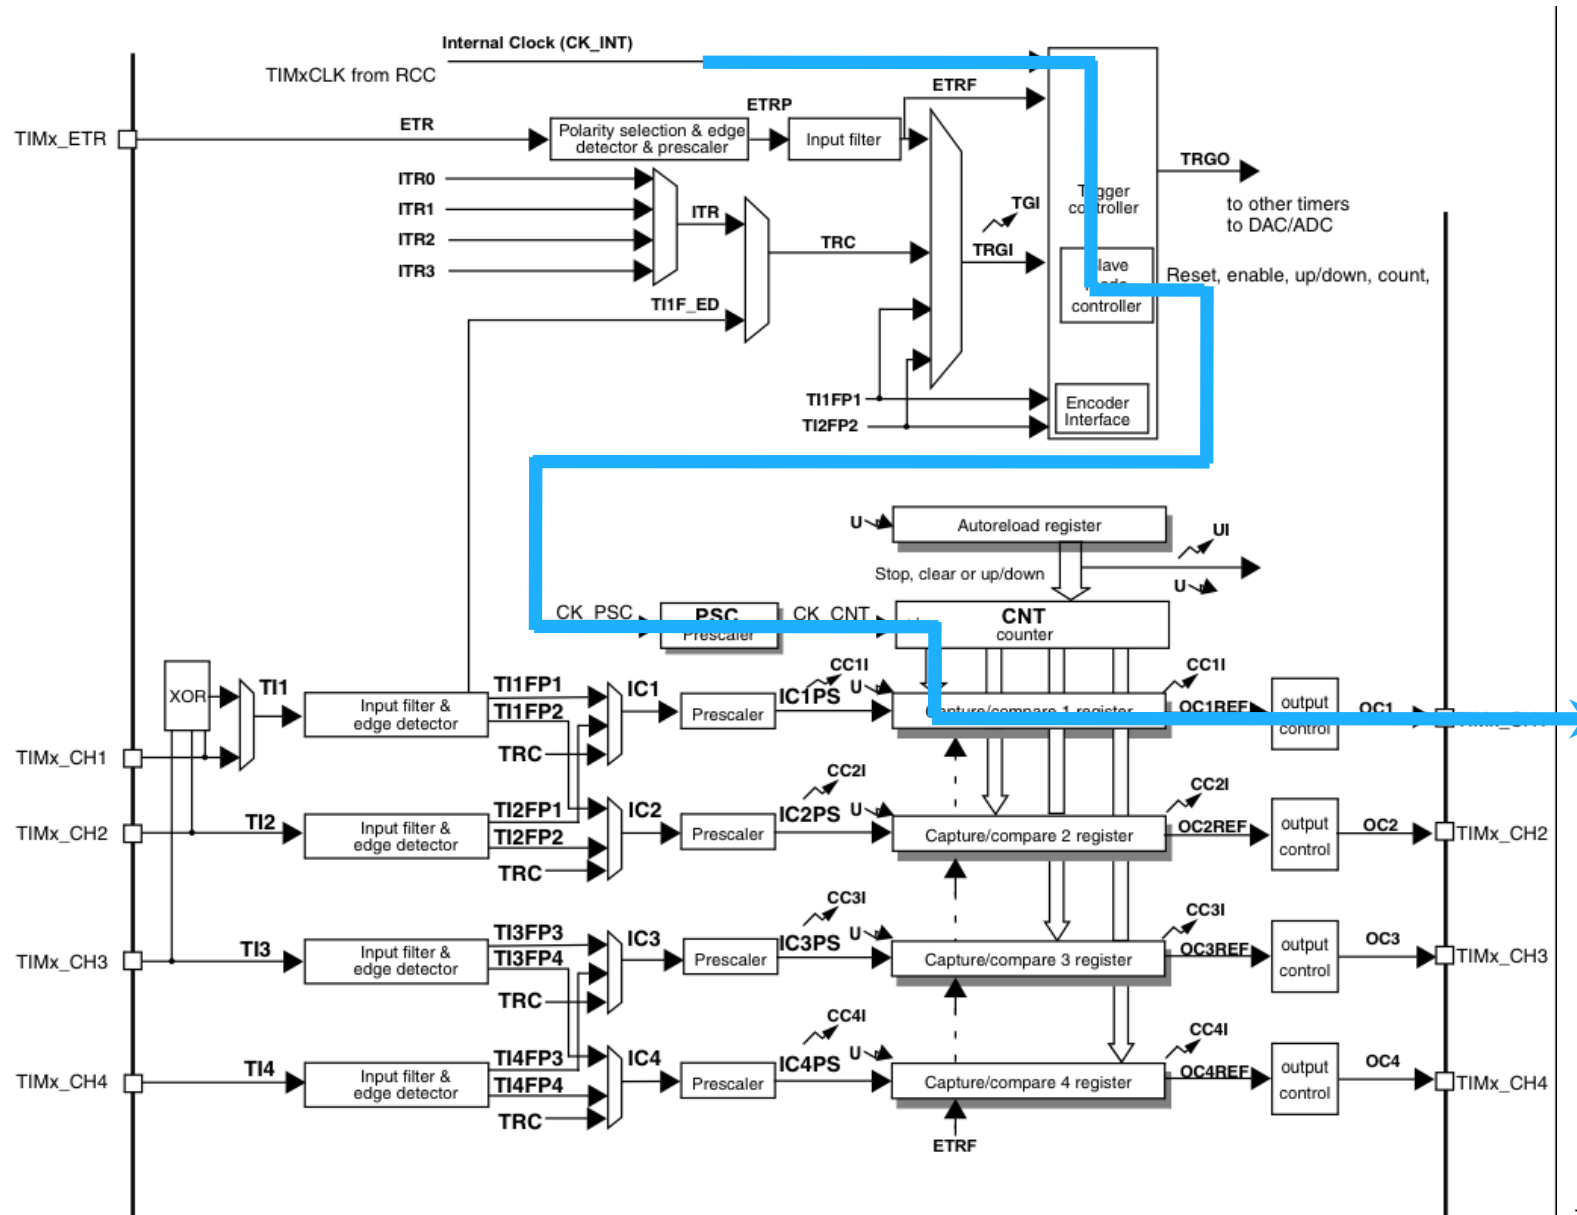 Internal Clock (CK_INT)
TIMxCLK from RCC
ETRF
ETRP
TIMx_ETR
ETR
Polarity selection & edge
detector & prescaler
Input filter
TRGO
ITR0
ITR1
ITR2
ITR3
ITR
TGI
controller
to other timers
to DAC/ADC
TRC
TRGI
controller
Reset, enable, up/down, count,
TI1F_ED
TI1FP1
TI2FP2
Encoder
Interface
U
Autoreload register
UI
Stop, clear or up/down
U
CK_PSC
PSC
Prescaler
CK_CNT
CNT
counter
XOR
TI1
Input filter &
edge detector
TI1FP1
TI1FP2
TRC
IC1
Prescaler
CC1I
IC1PS
U
Capture/compare 1 register
CC1I
OC1REF
output
control
OC1
TIMx_CH1
TIMx_CH2
TI2
Input filter &
edge detector
TI2FP1
TI2FP2
TRC
IC2
Prescaler
CC2I
IC2PS
U
Capture/compare 2 register
CC2I
OC2REF
output
control
OC2
TIMx_CH2
TIMx_CH3
TI3
Input filter &
edge detector
TI3FP3
TI3FP4
TRC
IC3
Prescaler
CC3I
IC3PS
U
Capture/compare 3 register
CC3I
OC3REF
output
control
OC3
TIMx_CH3
TIMx_CH4
TI4
Input filter &
edge detector
TI4FP3
TI4FP4
TRC
IC4
Prescaler
CC4I
IC4PS
U
Capture/compare 4 register
CC4I
OC4REF
output
control
OC4
TIMx_CH4
ETRF